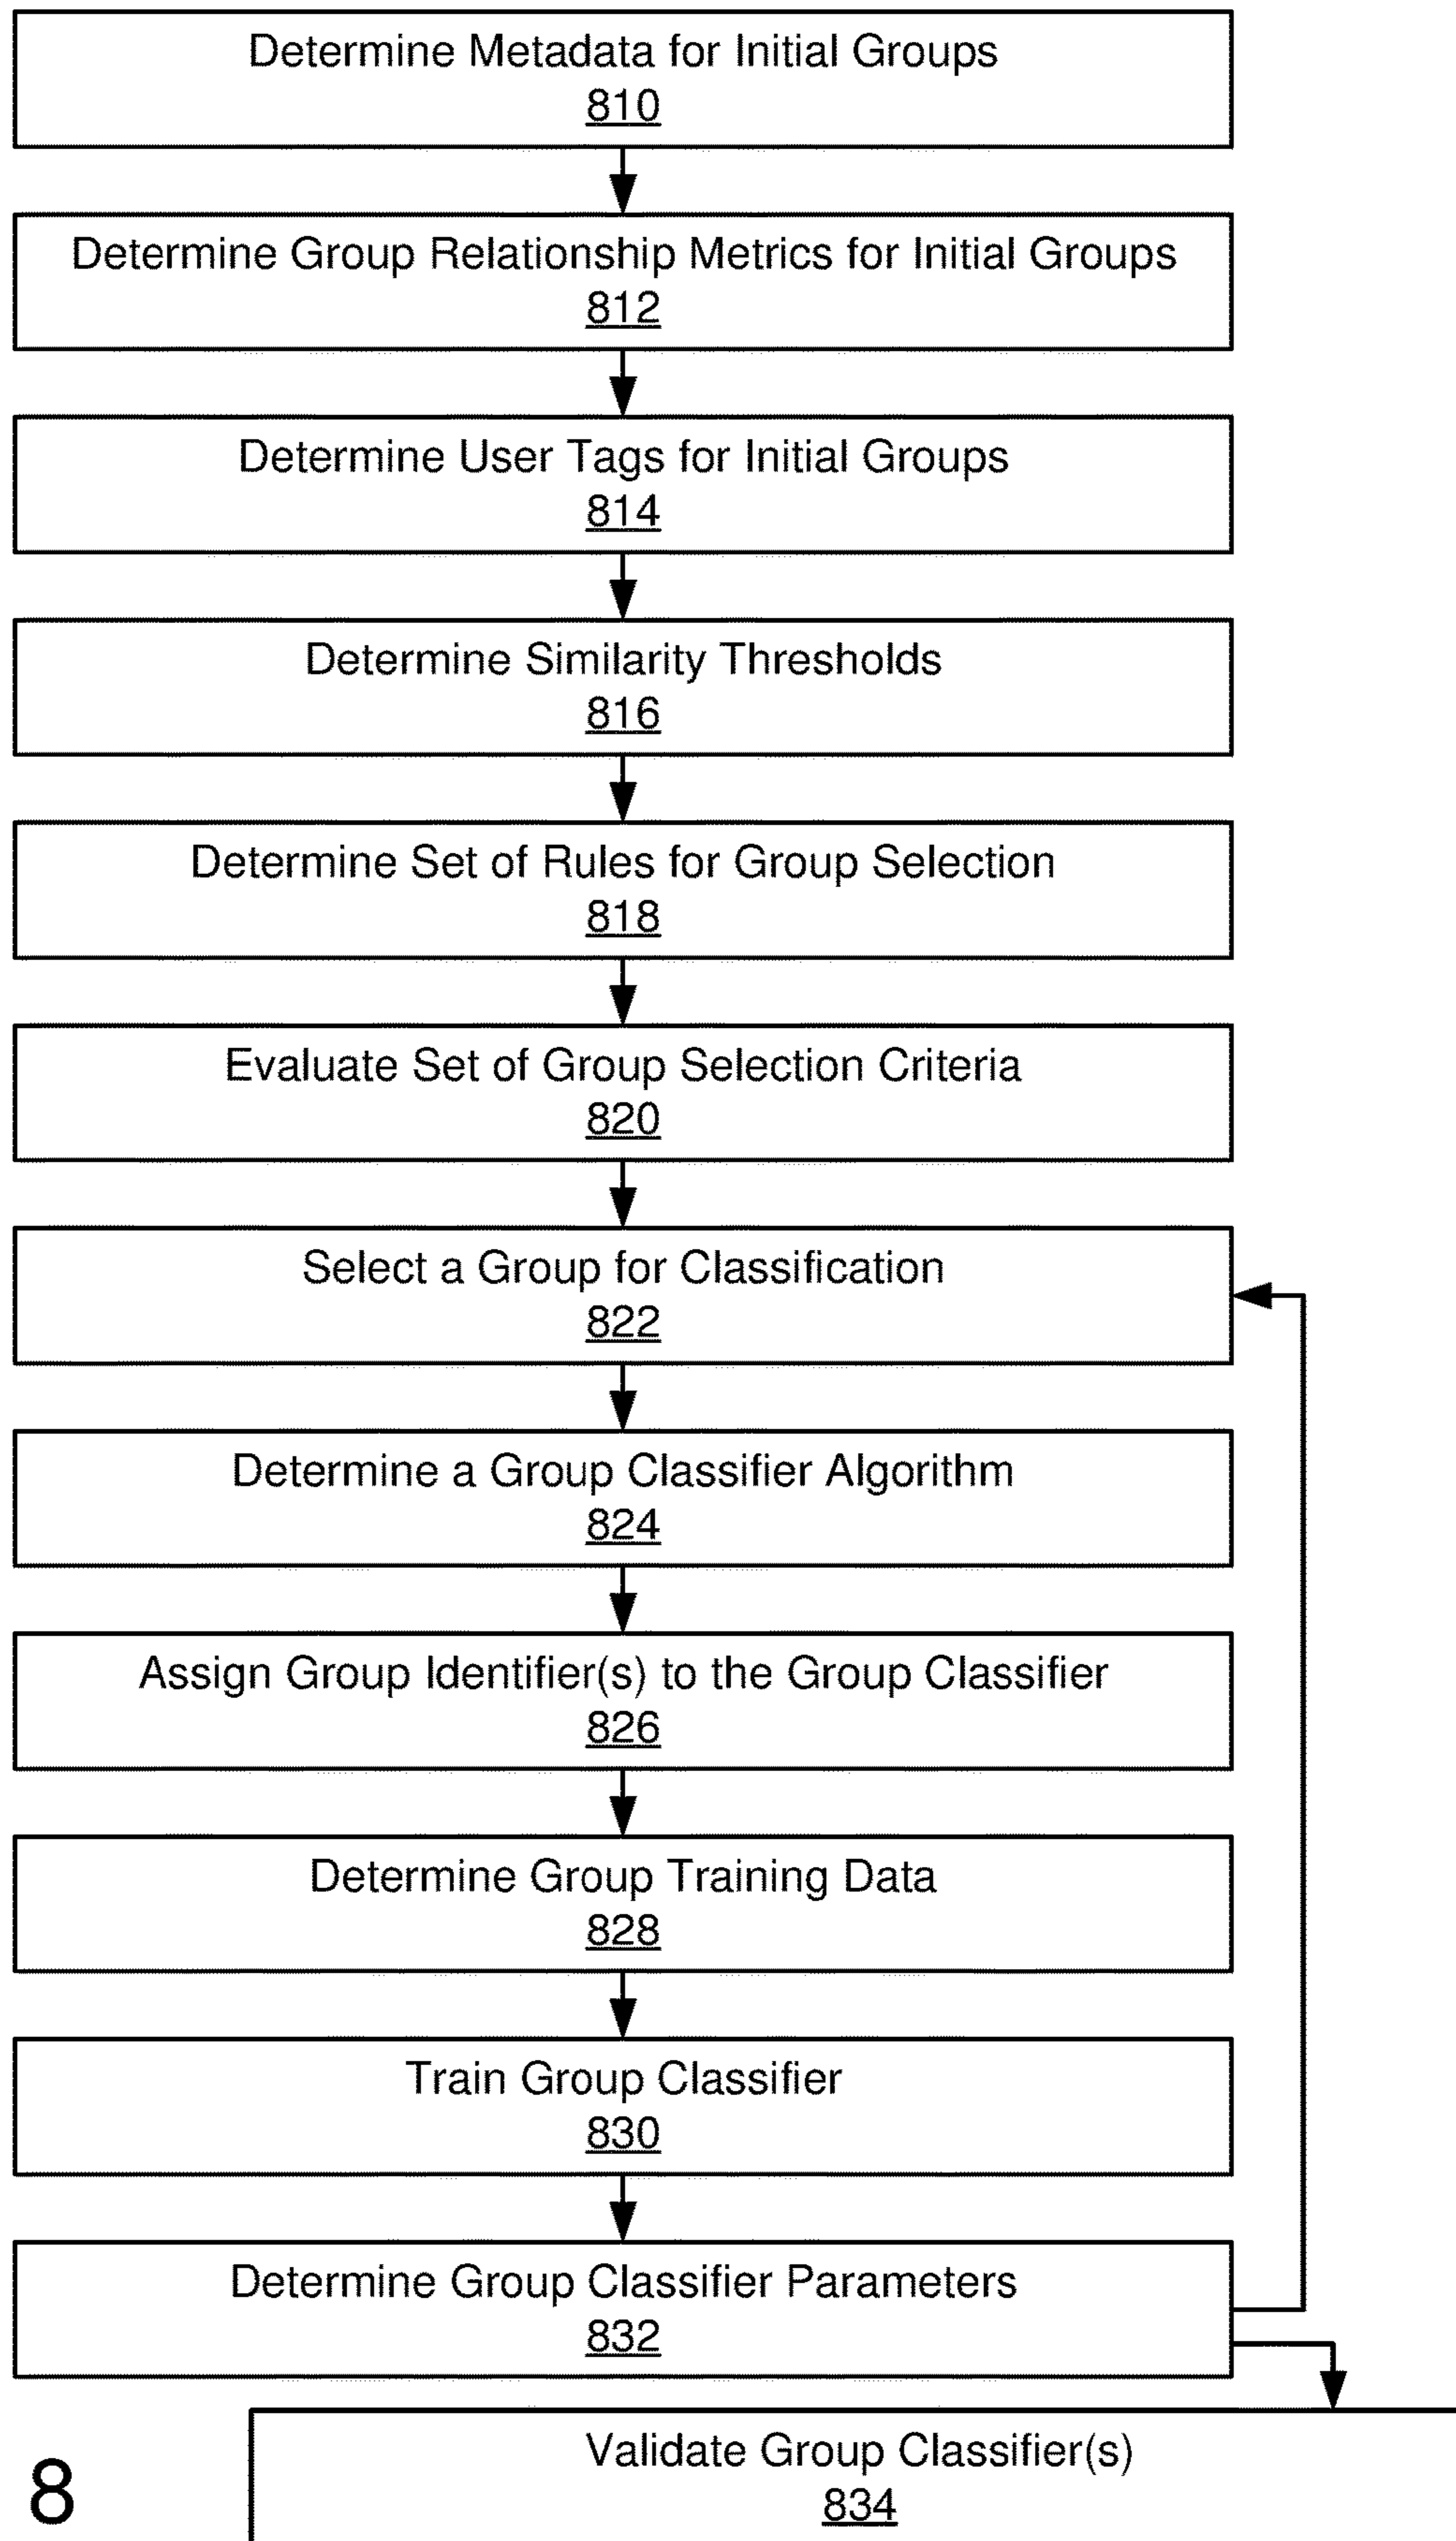 Determine Metadata for Initial Groups
810
Determine Group Relationship Metrics for Initial Groups
812
Determine User Tags for Initial Groups
814
Determine Similarity Thresholds
816
Determine Set of Rules for Group Selection
818
Evaluate Set of Group Selection Criteria
820
Select a Group for Classification
822
Determine a Group Classifier Algorithm
824
Assign Group Identifier(s) to the Group Classifier
826
Determine Group Training Data
828
Train Group Classifier
830
Determine Group Classifier Parameters
832
Validate Group Classifier(s)
834
8